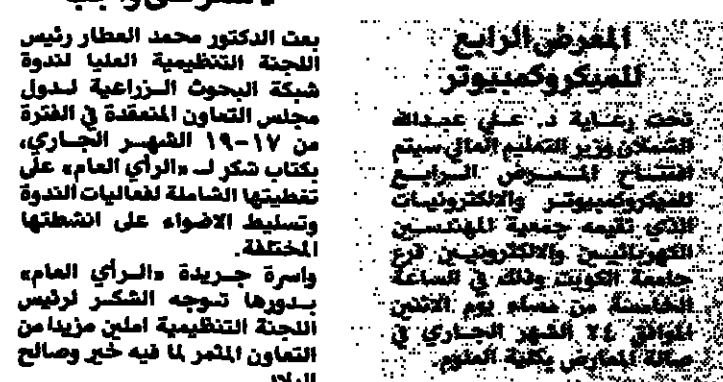 المعرض الرابع
للميكروكمبيوتر
تحت رعاية د. علي عبدالله
الشملان وزير التعليم العالي سيتم
افتتاح المعرض الرابع
للميكروكمبيوتر والالكترونيات
الذي تقيمه جمعية المهندسين
الكهربائيين والالكترونيين فرع
جامعة الكويت وذلك في الساعة
الخامسة من مساء يوم الاثنين
الموافق ٢٤ الشهر الجاري في
صالة المعارض بكلية العلوم.
بعث الدكتور محمد العطار رئيس
اللجنة التنظيمية العليا لندوة
شبكة البحوث الزراعية لدول
مجلس التعاون المنعقدة في الفترة
من ١٧-١٩ الشهر الجاري،
بكتاب شكر لـ «الرأي العام» على
تغطيتها الشاملة لفعاليات الندوة
وتسليط الاضواء على انشطتها
المختلفة.
واسرة جريدة «الرأي العام»
بدورها توجه الشكر لرئيس
اللجنة التنظيمية املين مزيدا من
التعاون المثمر لما فيه خير وصالح